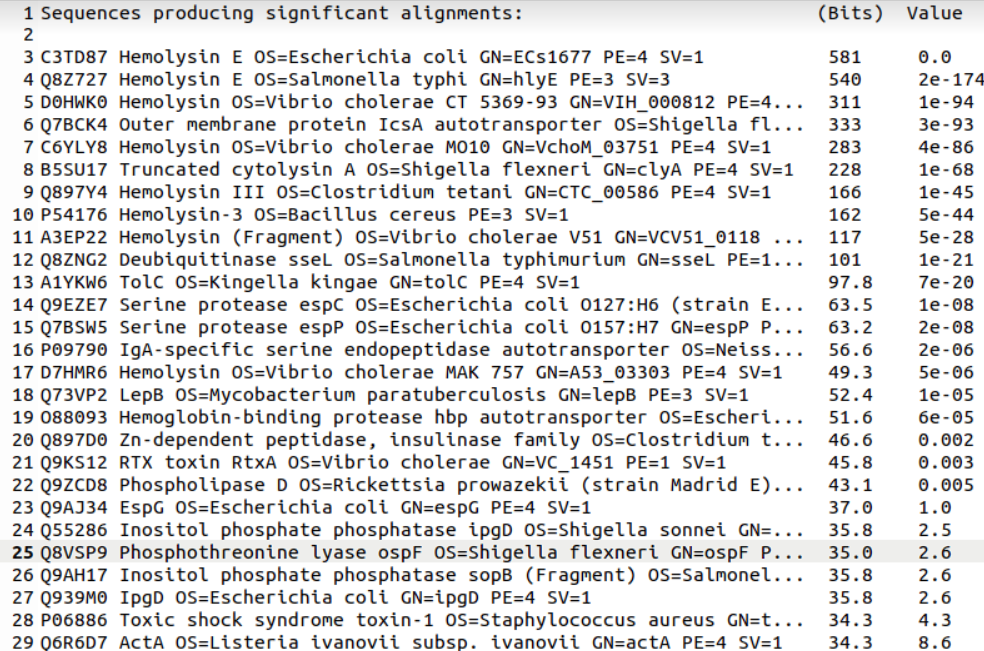 1 Sequences producing significant alignments: (Bits) Value
2
3 C3TD87 Hemolysin E OS=Escherichia coli GN=ECs1677 PE=4 SV=1 581 0.0
4 Q8Z727 Hemolysin E OS=Salmonella typhi GN=hlyE PE=3 SV=3 540 2e-174
5 D0HWK0 Hemolysin OS=Vibrio cholerae CT 5369-93 GN=VIH_000812 PE=4... 311 1e-94
6 Q7BCK4 Outer membrane protein IcsA autotransporter OS=Shigella fl... 333 3e-93
7 C6YLY8 Hemolysin OS=Vibrio cholerae MO10 GN=VchoM_03751 PE=4 SV=1 283 4e-86
8 B5SU17 Truncated cytolysin A OS=Shigella flexneri GN=clyA PE=4 SV=1 228 1e-68
9 Q897Y4 Hemolysin III OS=Clostridium tetani GN=CTC_00586 PE=4 SV=1 166 1e-45
10 P54176 Hemolysin-3 OS=Bacillus cereus PE=3 SV=1 162 5e-44
11 A3EP22 Hemolysin (Fragment) OS=Vibrio cholerae V51 GN=VCV51_0118 ... 117 5e-28
12 Q8ZNG2 Deubiquitinase sseL OS=Salmonella typhimurium GN=sseL PE=1... 101 1e-21
13 A1YKW6 TolC OS=Kingella kingae GN=tolC PE=4 SV=1 97.8 7e-20
14 Q9EZE7 Serine protease espC OS=Escherichia coli O127:H6 (strain E... 63.5 1e-08
15 Q7BSW5 Serine protease espP OS=Escherichia coli O157:H7 GN=espP P... 63.2 2e-08
16 P09790 IgA-specific serine endopeptidase autotransporter OS=Neiss... 56.6 2e-06
17 D7HMR6 Hemolysin OS=Vibrio cholerae MAK 757 GN=A53_03303 PE=4 SV=1 49.3 5e-06
18 Q73VP2 LepB OS=Mycobacterium paratuberculosis GN=lepB PE=3 SV=1 52.4 1e-05
19 O88093 Hemoglobin-binding protease hbp autotransporter OS=Escheri... 51.6 6e-05
20 Q897D0 Zn-dependent peptidase, insulinase family OS=Clostridium t... 46.6 0.002
21 Q9KS12 RTX toxin RtxA OS=Vibrio cholerae GN=VC_1451 PE=1 SV=1 45.8 0.003
22 Q9ZCD8 Phospholipase D OS=Rickettsia prowazekii (strain Madrid E)... 43.1 0.005
23 Q9AJ34 EspG OS=Escherichia coli GN=espG PE=4 SV=1 37.0 1.0
24 Q55286 Inositol phosphate phosphatase ipgD OS=Shigella sonnei GN=... 35.8 2.5
25 Q8VSP9 Phosphothreonine lyase ospF OS=Shigella flexneri GN=ospF P... 35.0 2.6
26 Q9AH17 Inositol phosphate phosphatase sopB (Fragment) OS=Salmonel... 35.8 2.6
27 Q939M0 IpgD OS=Escherichia coli GN=ipgD PE=4 SV=1 35.8 2.6
28 P06886 Toxic shock syndrome toxin-1 OS=Staphylococcus aureus GN=t... 34.3 4.3
29 Q6R6D7 ActA OS=Listeria ivanovii subsp. ivanovii GN=actA PE=4 SV=1 34.3 8.6